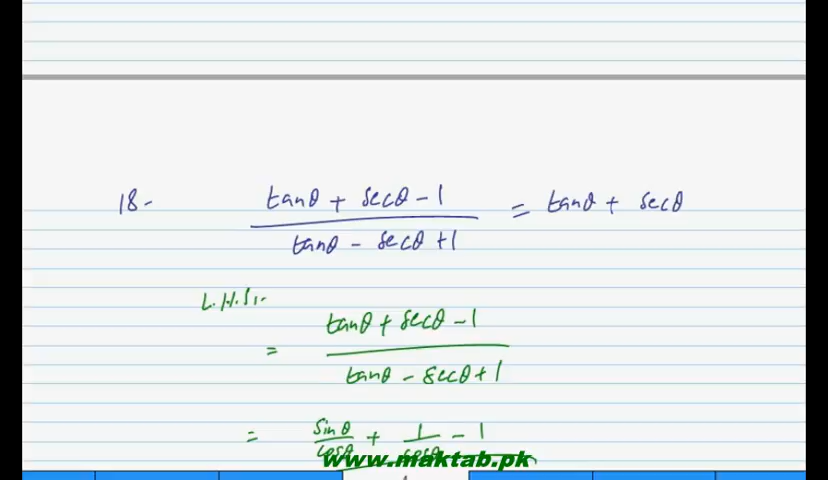 18- tanθ + secθ - 1 / tanθ - secθ + 1 = tanθ + secθ
L.H.S:-
= tanθ + secθ - 1 / tanθ - secθ + 1
= sinθ/cosθ + 1/cosθ - 1
www.maktab.pk